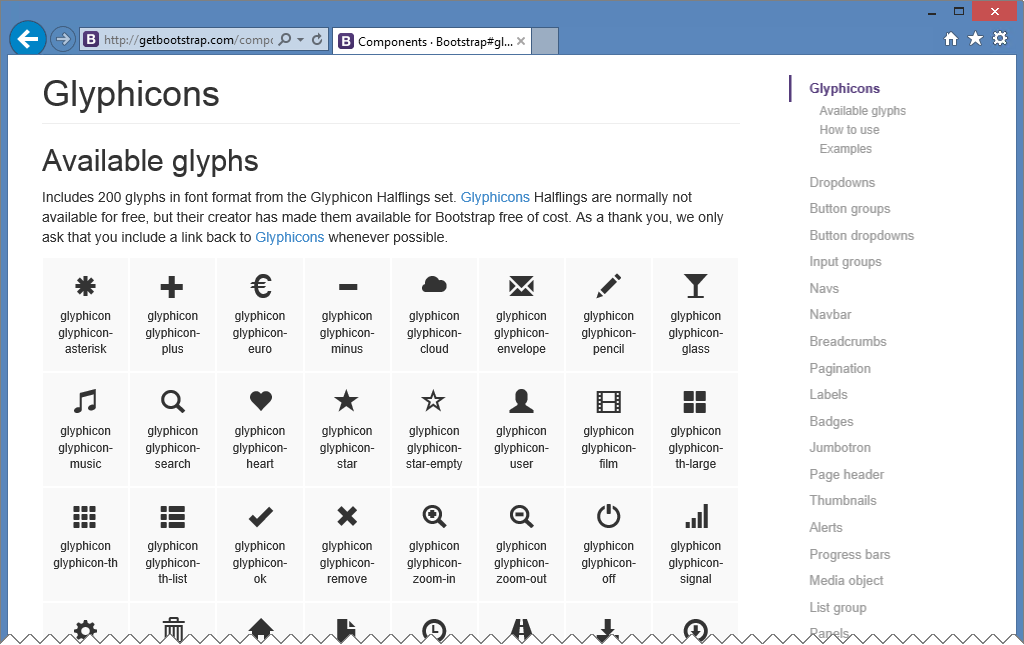 http://getbootstrap.com/compo
Components · Bootstrap#gl...
Glyphicons
Available glyphs
Includes 200 glyphs in font format from the Glyphicon Halflings set. Glyphicons Halflings are normally not
available for free, but their creator has made them available for Bootstrap free of cost. As a thank you, we only
ask that you include a link back to Glyphicons whenever possible.
glyphicon glyphicon glyphicon glyphicon glyphicon glyphicon glyphicon glyphicon
glyphicon- glyphicon- glyphicon- glyphicon- glyphicon- glyphicon- glyphicon- glyphicon-
asterisk plus euro minus cloud envelope pencil glass
glyphicon glyphicon glyphicon glyphicon glyphicon glyphicon glyphicon glyphicon
glyphicon- glyphicon- glyphicon- glyphicon- glyphicon- glyphicon- glyphicon- glyphicon-
music search heart star star-empty user film th-large
glyphicon glyphicon glyphicon glyphicon glyphicon glyphicon glyphicon glyphicon
glyphicon-th glyphicon- glyphicon- glyphicon- glyphicon- glyphicon- glyphicon- glyphicon-
th-list ok remove zoom-in zoom-out off signal
Glyphicons
Available glyphs
How to use
Examples
Dropdowns
Button groups
Button dropdowns
Input groups
Navs
Navbar
Breadcrumbs
Pagination
Labels
Badges
Jumbotron
Page header
Thumbnails
Alerts
Progress bars
Media object
List group
Panels